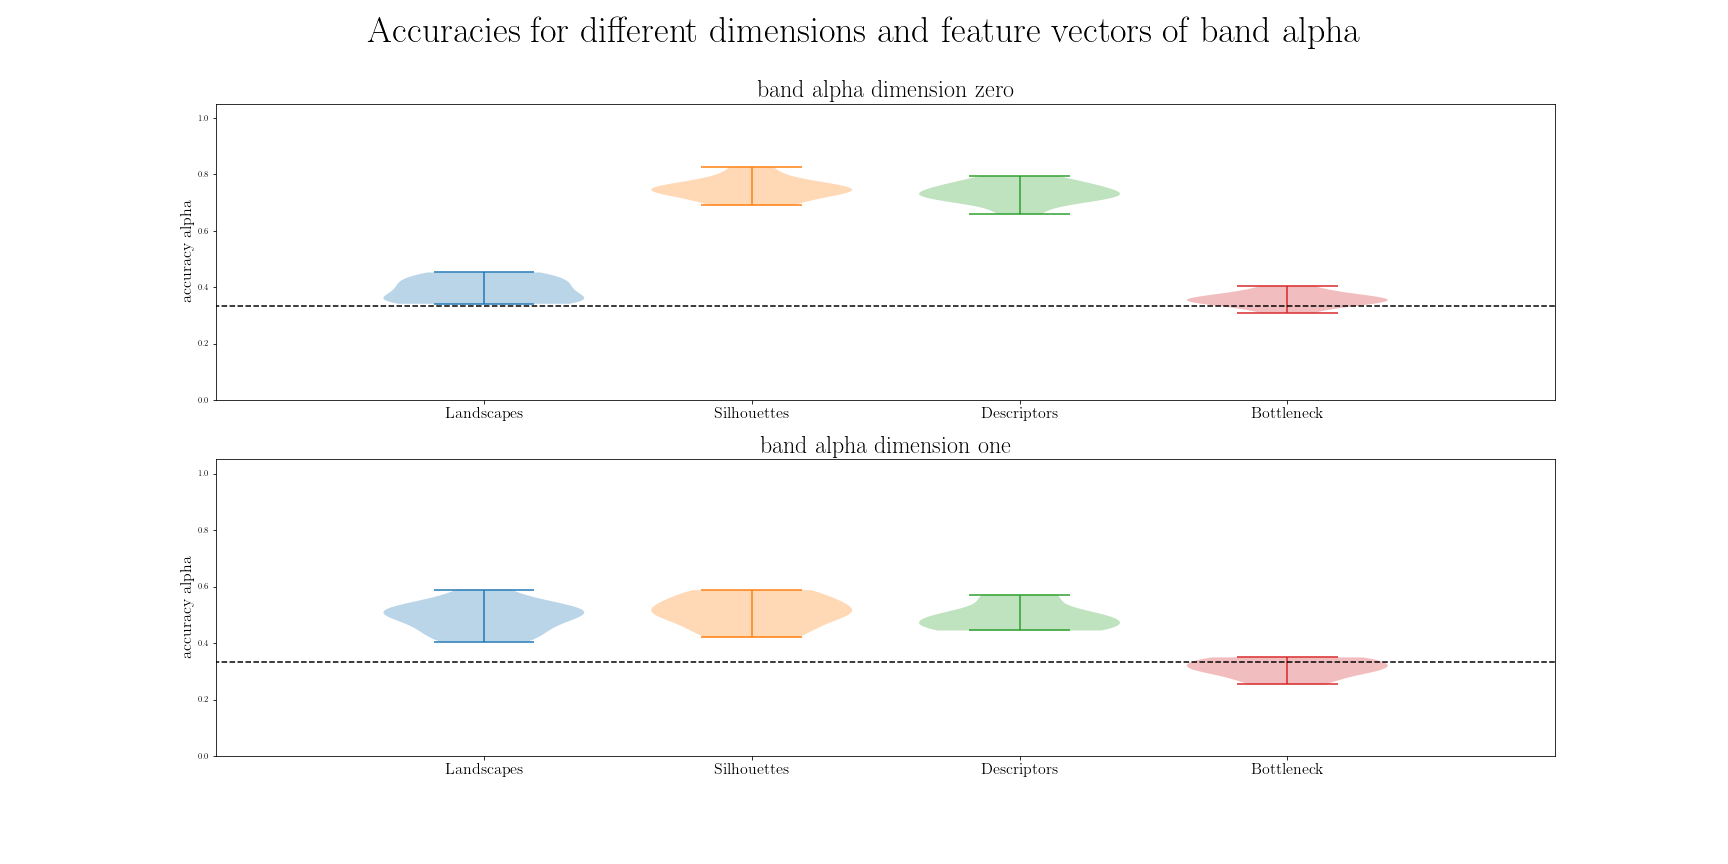 Accuracies for different dimensions and feature vectors of band alpha
band alpha dimension zero
accuracy alpha
1.0
0.8
0.6
0.4
0.2
0.0
Landscapes Silhouettes Descriptors Bottleneck
band alpha dimension one
accuracy alpha
1.0
0.8
0.6
0.4
0.2
0.0
Landscapes Silhouettes Descriptors Bottleneck